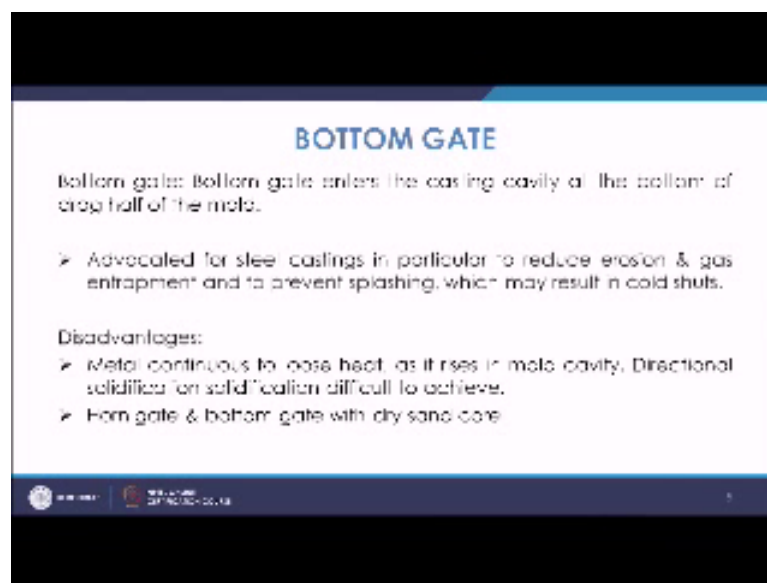 BOTTOM GATE
Bottom gate: Bottom gate enters the casting cavity at the bottom of
drag half of the mold.
➢ Advocated for steel castings in particular to reduce erosion & gas
entrapment and to prevent splashing, which may result in cold shuts.
Disadvantages:
➢ Metal continuous to loose heat, as it rises in mold cavity. Directional
solidification solidification difficult to achieve.
➢ Horn gate & bottom gate with dry sand core
CERTIFICATION COURSE